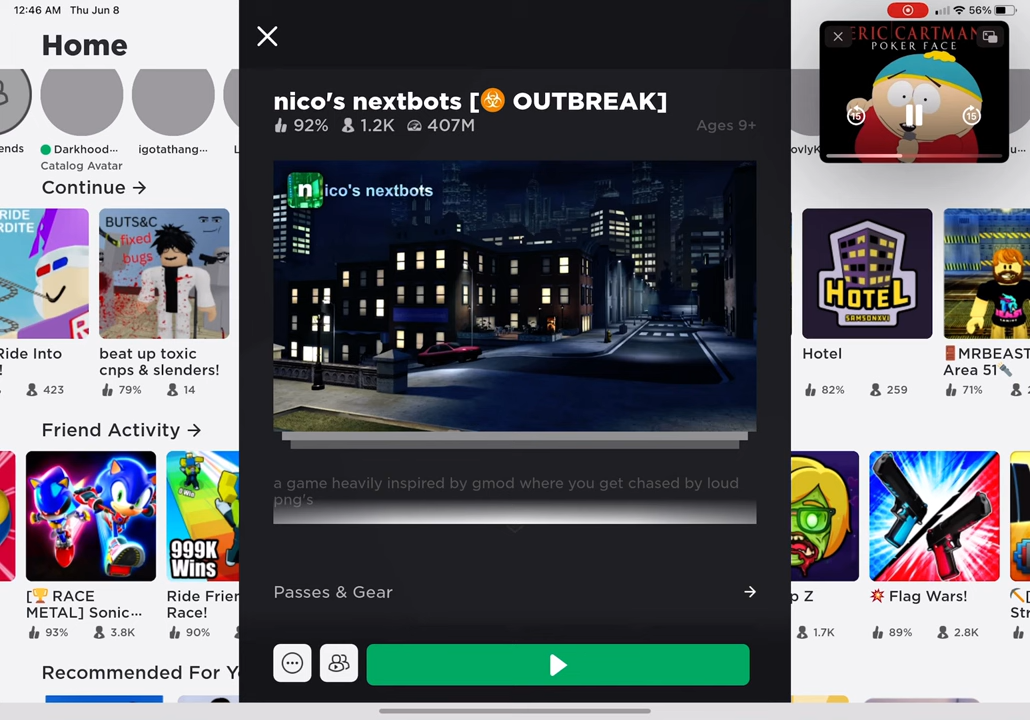 12:46 AM Thu Jun 8
56%
Home
ends
Darkhood...
Catalog Avatar
igotathang...
Continue →
RIDE
RDITE
BUTS&C
fixed
bugs
Ride Into
423
beat up toxic
cnps & slenders!
79% 14
Friend Activity →
999K
Wins
[🏆 RACE
METAL] Sonic...
93% 3.8K
Ride Frien
Race!
90%
Recommended For Y
nico's nextbots [☣ OUTBREAK]
92% 1.2K 407M
Ages 9+
n ico's nextbots
a game heavily inspired by gmod where you get chased by loud
png's
Passes & Gear →
ERIC CARTMAN
POKER FACE
15
15
ovlyK
u...
HOTEL
SAMSONXVI
Hotel
82% 259
🚪MRBEAST
Area 51🔦
71%
p Z
1.7K
💥 Flag Wars!
89% 2.8K
⛏️[
Str